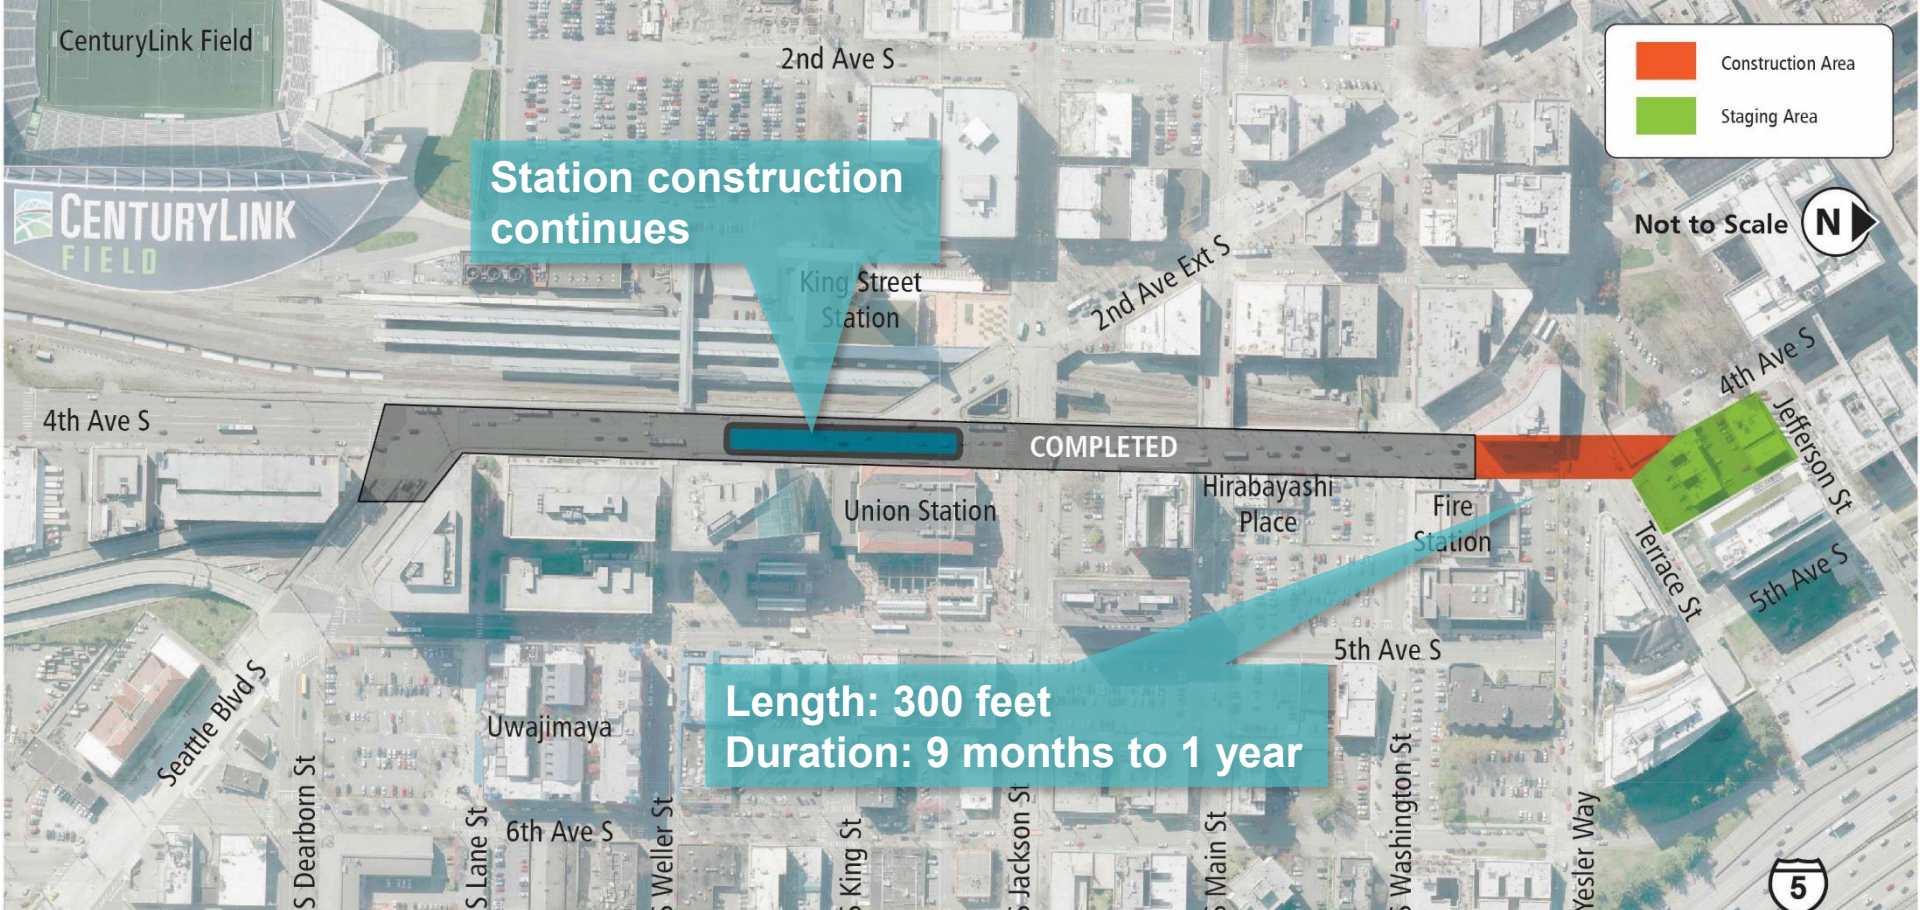 CenturyLink Field
2nd Ave S
Construction Area
Staging Area
Station construction
continues
CENTURYLINK
FIELD
Not to Scale
N
King Street
Station
2nd Ave Ext S
4th Ave S
4th Ave S
Jefferson St
COMPLETED
Hirabayashi
Place
Union Station
Fire
Station
Terrace St
5th Ave S
5th Ave S
Length: 300 feet
Duration: 9 months to 1 year
Seattle Blvd S
Uwajimaya
6th Ave S
S Dearborn St
S Lane St
S Weller St
S King St
S Jackson St
S Main St
S Washington St
Yesler Way
5